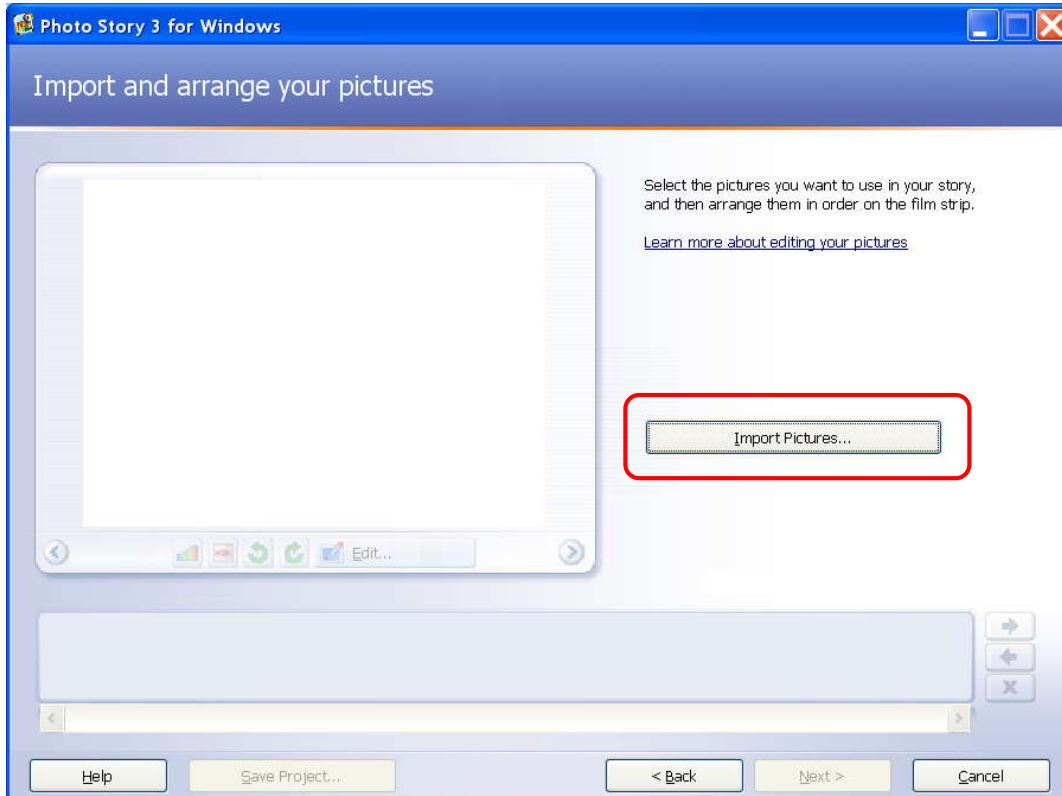 Photo Story 3 for Windows
Import and arrange your pictures
Select the pictures you want to use in your story,
and then arrange them in order on the film strip.
Learn more about editing your pictures
Import Pictures...
Edit...
Help
Save Project...
< Back
Next >
Cancel